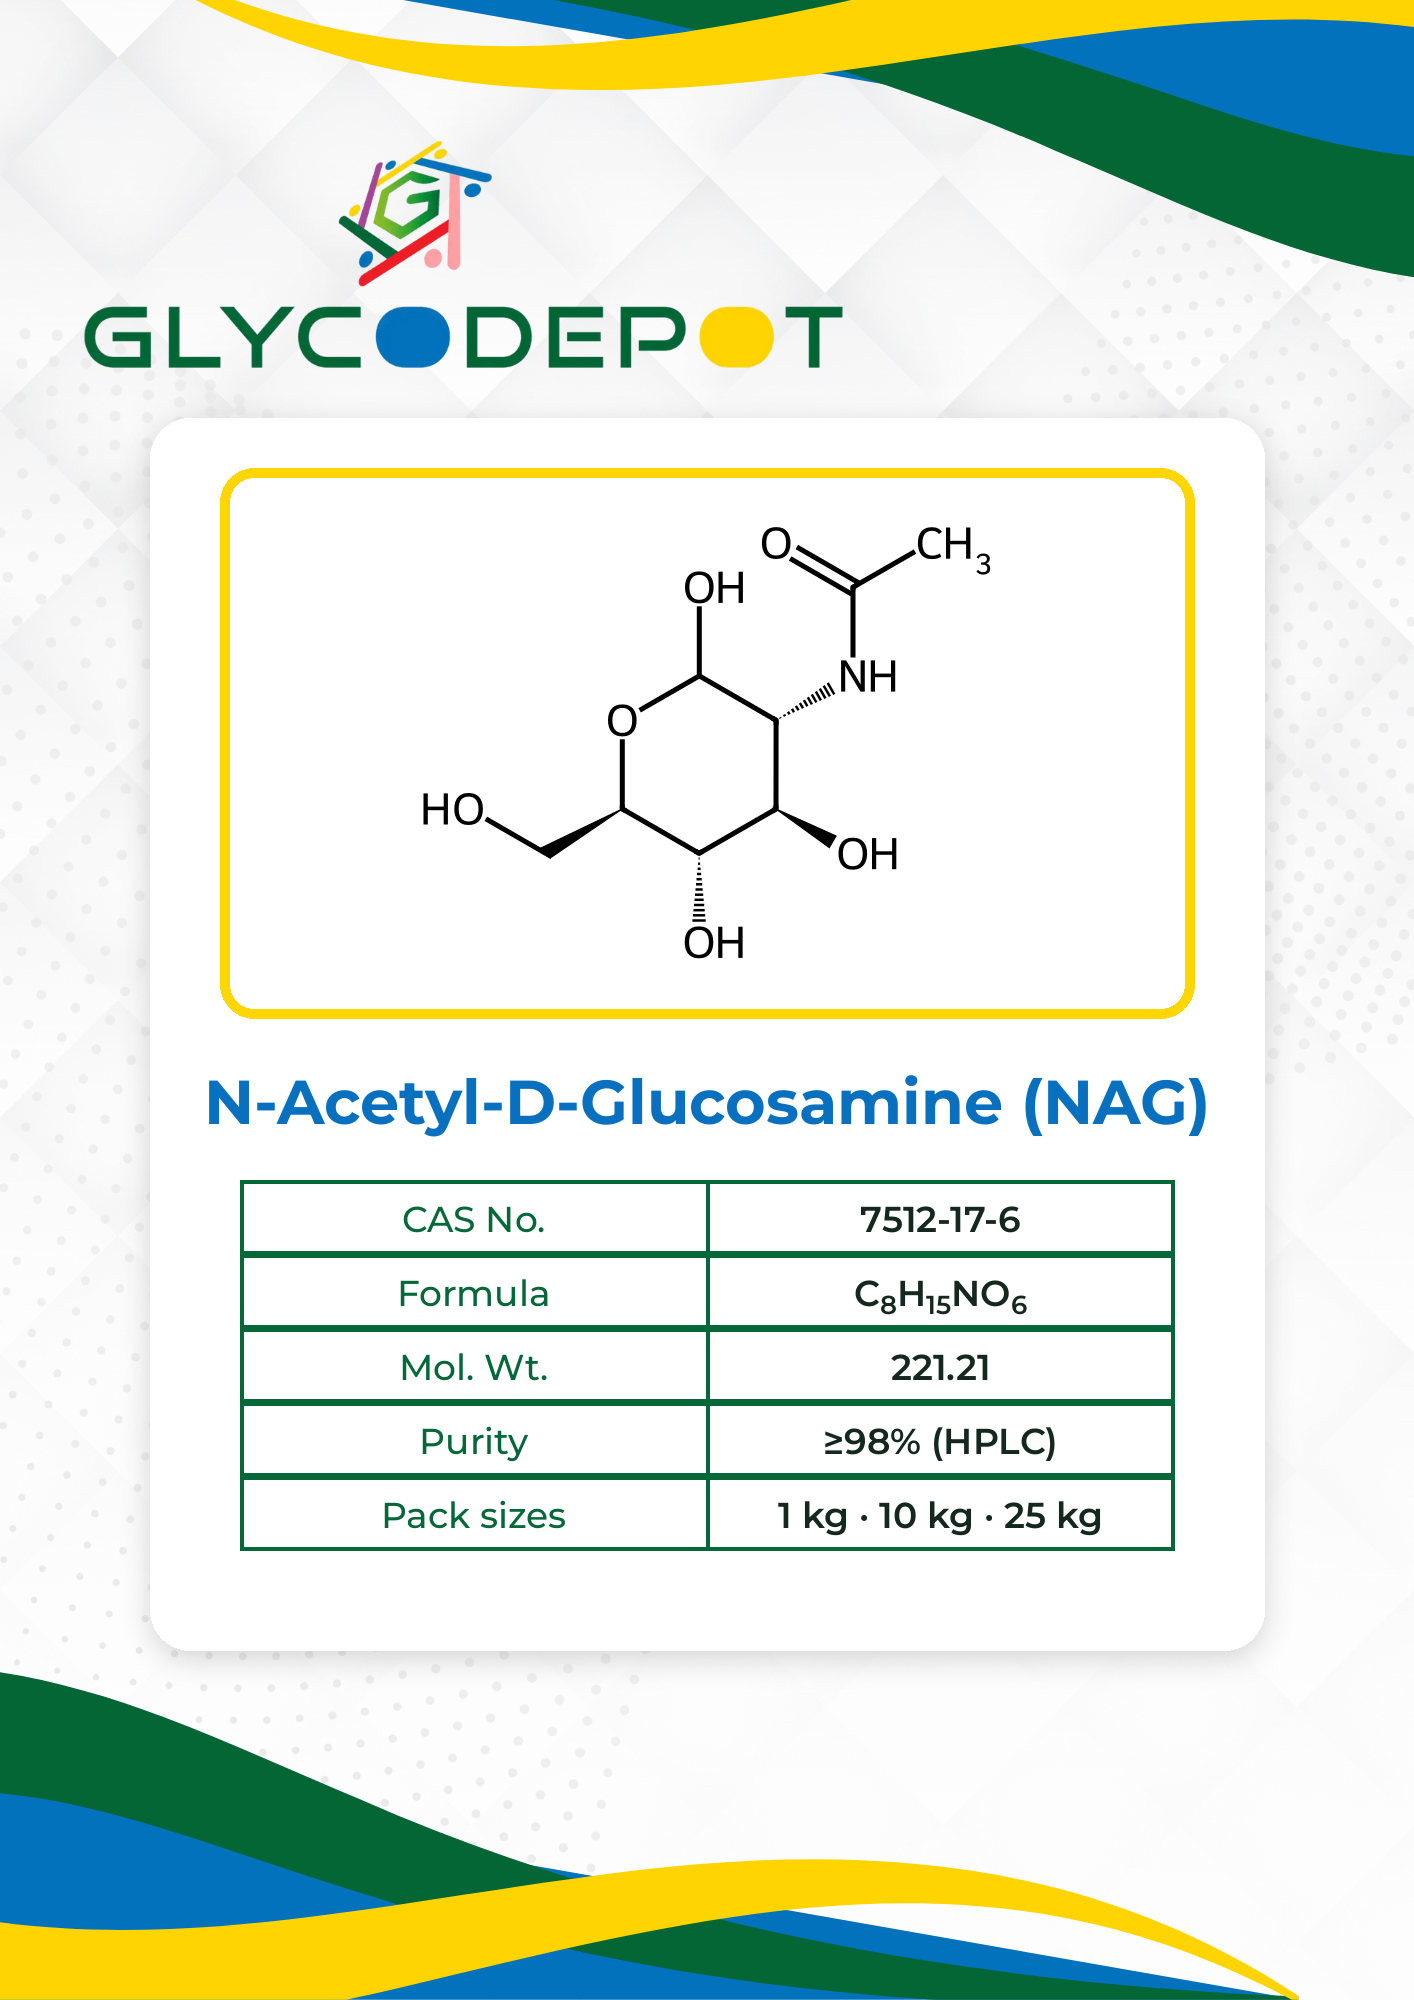 GLYCODEPOT
O
CH3
OH
NH
O
HO
OH
OH
N-Acetyl-D-Glucosamine (NAG)
CAS No. 7512-17-6
Formula C₈H₁₅NO₆
Mol. Wt. 221.21
Purity ≥98% (HPLC)
Pack sizes 1 kg · 10 kg · 25 kg